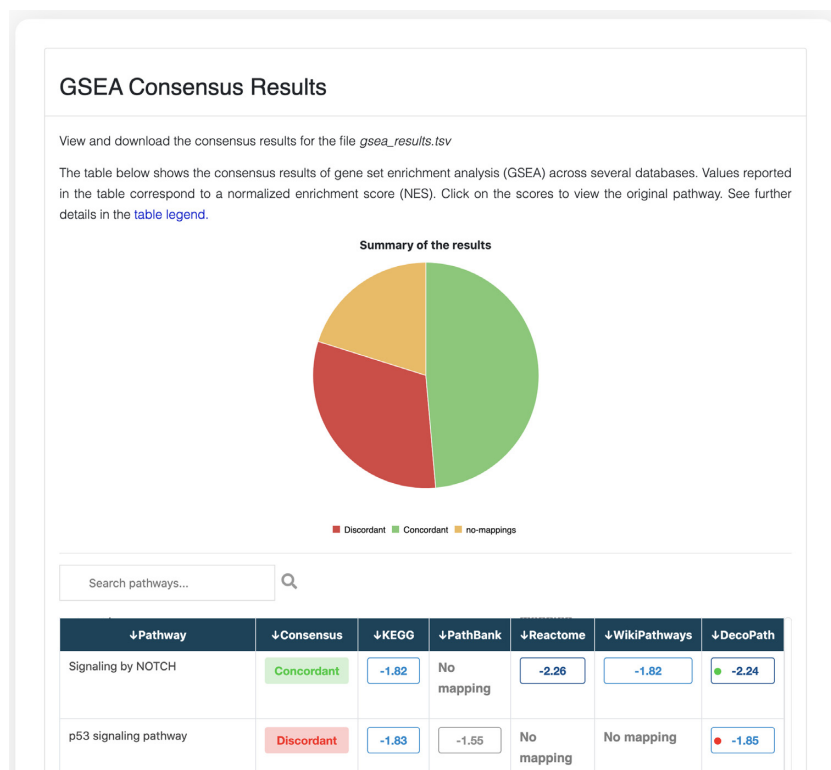 GSEA Consensus Results
View and download the consensus results for the file gsea_results.tsv
The table below shows the consensus results of gene set enrichment analysis (GSEA) across several databases. Values reported
in the table correspond to a normalized enrichment score (NES). Click on the scores to view the original pathway. See further
details in the table legend.
Summary of the results
Discordant Concordant no-mappings
Search pathways...
↓Pathway ↓Consensus ↓KEGG ↓PathBank ↓Reactome ↓WikiPathways ↓DecoPath
Signaling by NOTCH Concordant -1.82 No mapping -2.26 -1.82 -2.24
p53 signaling pathway Discordant -1.83 -1.55 No mapping No mapping -1.85